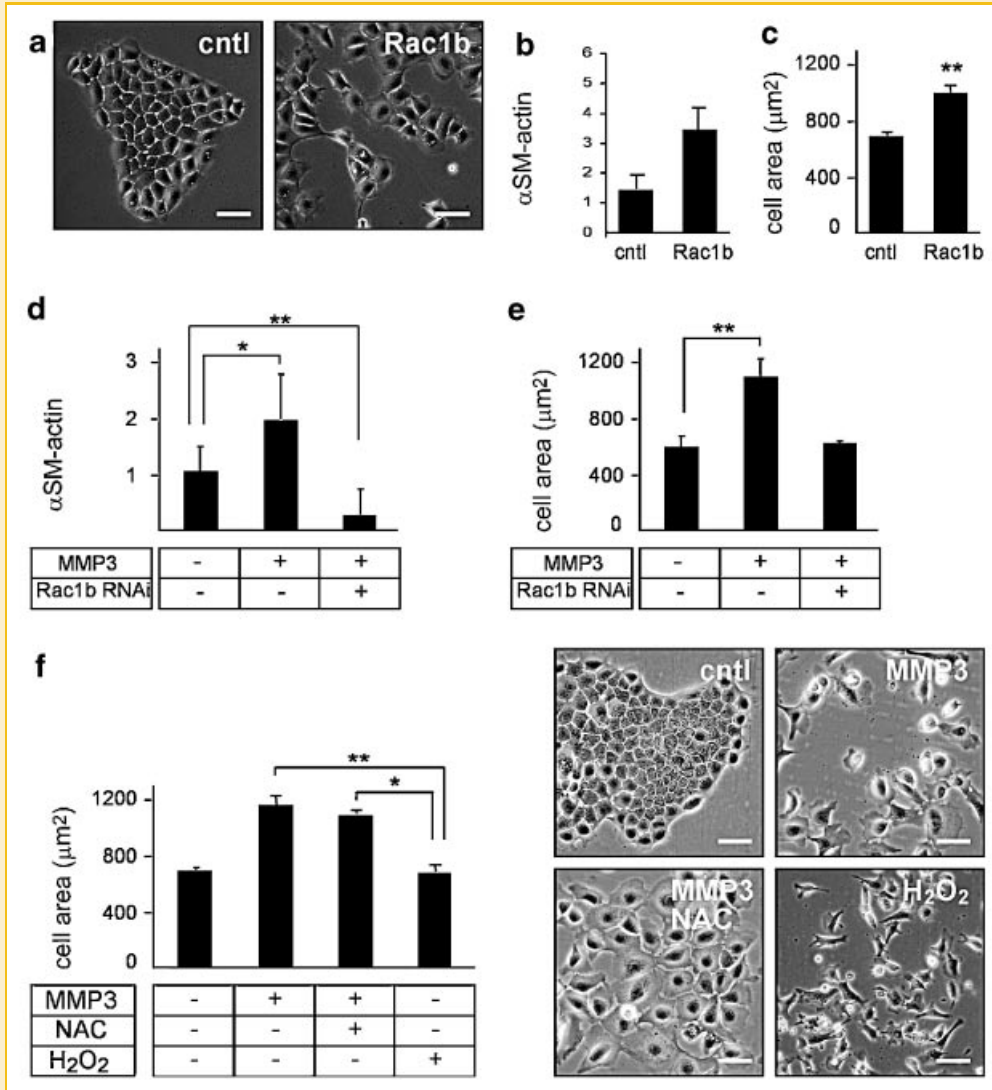 a
cntl
Rac1b
b
αSM-actin
6
5
4
3
2
1
0
cntl Rac1b
c
cell area (μm²)
1200
800
400
0
**
cntl Rac1b
d
αSM-actin
3
2
1
**
*
MMP3 - + +
Rac1b RNAi - - +
e
cell area (μm²)
1200
800
400
0
**
MMP3 - + +
Rac1b RNAi - - +
f
cell area (μm²)
1200
800
400
0
**
*
MMP3 - + + -
NAC - - + -
H₂O₂ - - - +
cntl
MMP3
MMP3
NAC
H₂O₂